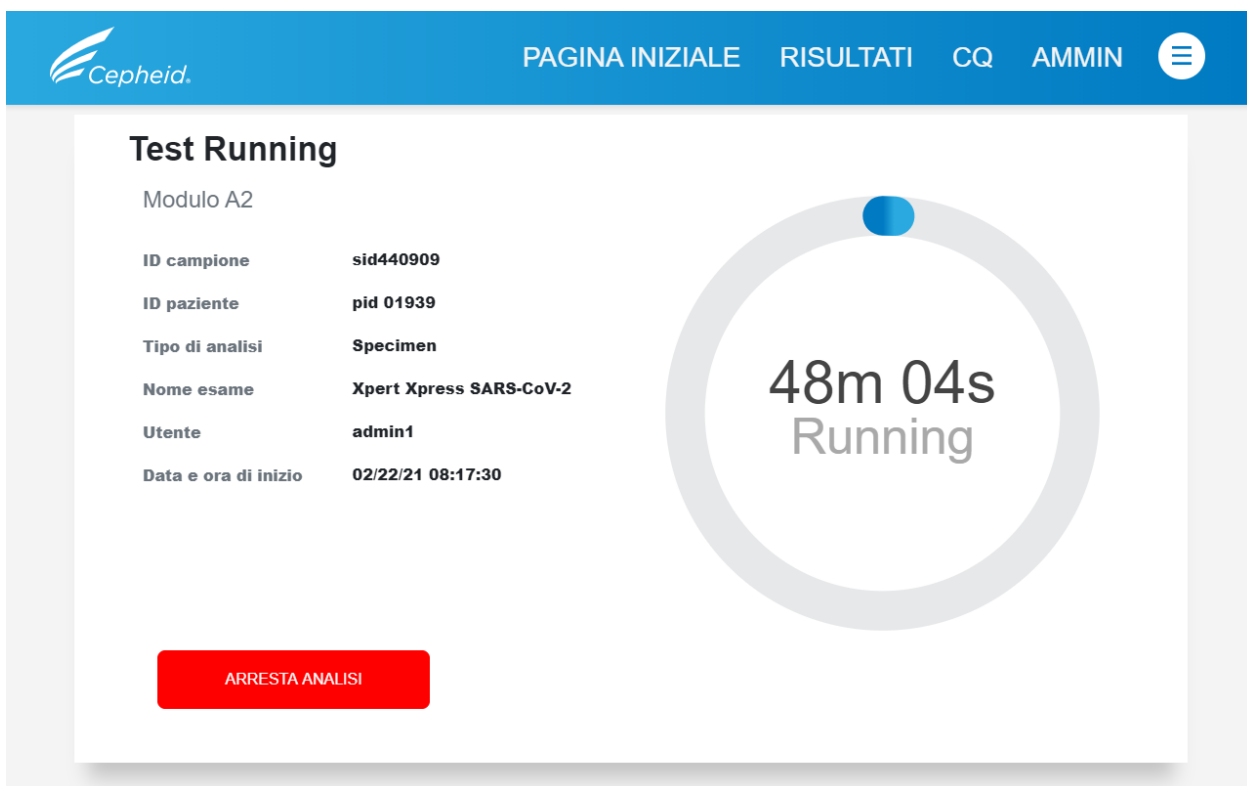 Cepheid.
PAGINA INIZIALE RISULTATI CQ AMMIN
Test Running
Modulo A2
ID campione sid440909
ID paziente pid 01939
Tipo di analisi Specimen
Nome esame Xpert Xpress SARS-CoV-2
Utente admin1
Data e ora di inizio 02/22/21 08:17:30
48m 04s
Running
ARRESTA ANALISI